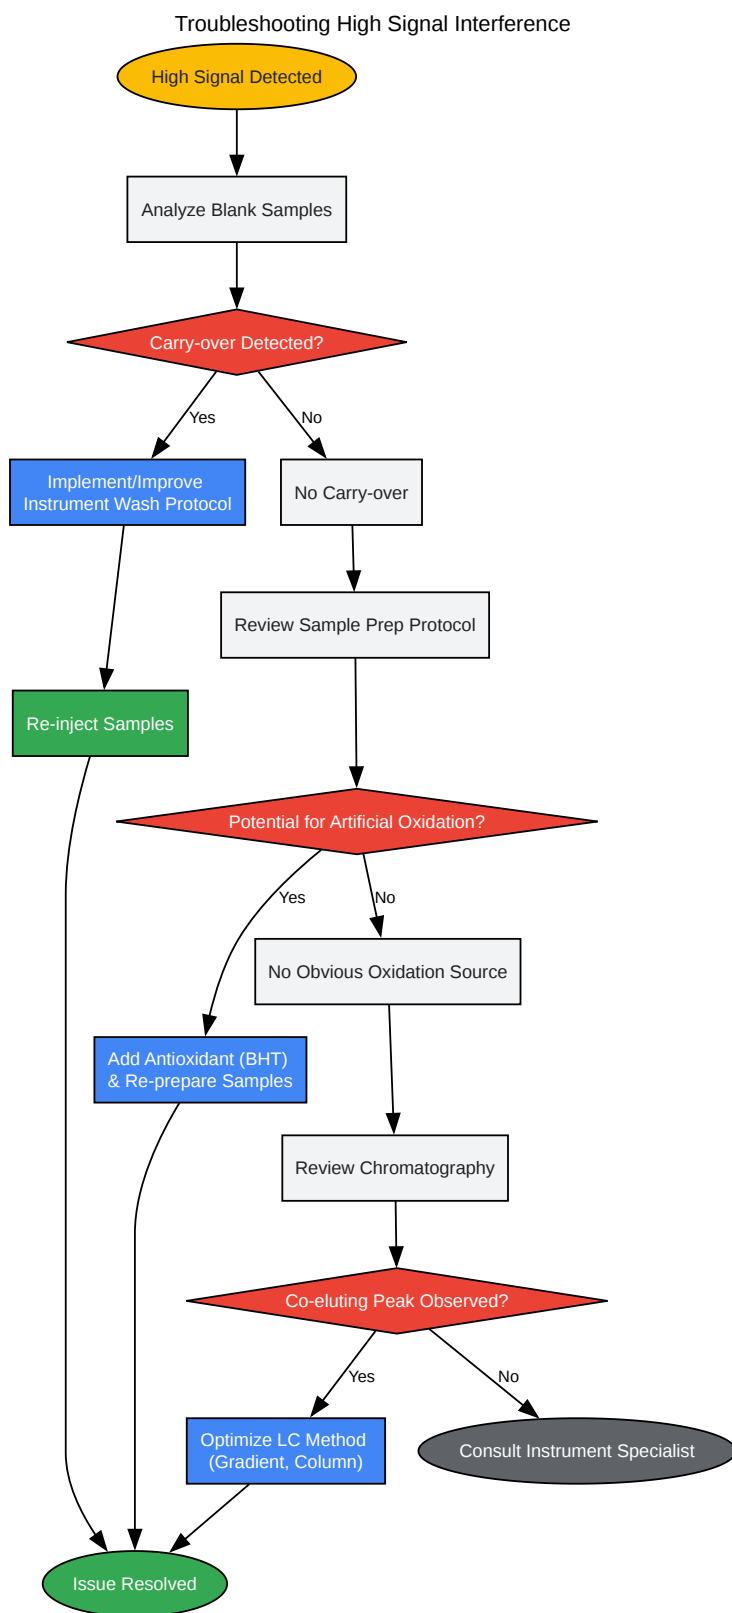 Troubleshooting High Signal Interference
High Signal Detected
Analyze Blank Samples
Carry-over Detected?
Yes
No
Implement/Improve
Instrument Wash Protocol
No Carry-over
Review Sample Prep Protocol
Re-inject Samples
Potential for Artificial Oxidation?
Yes
No
No Obvious Oxidation Source
Add Antioxidant (BHT)
& Re-prepare Samples
Review Chromatography
Co-eluting Peak Observed?
Yes
No
Optimize LC Method
(Gradient, Column)
Consult Instrument Specialist
Issue Resolved